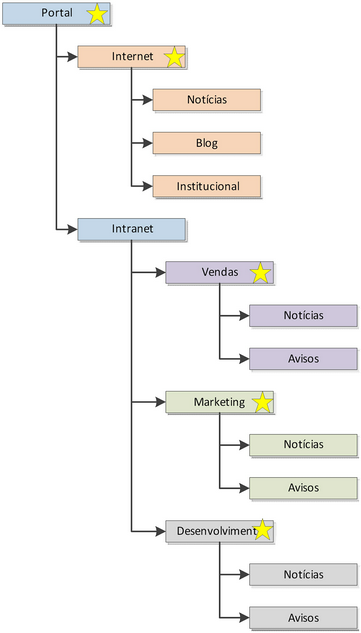 Portal
Internet
Notícias
Blog
Institucional
Intranet
Vendas
Notícias
Avisos
Marketing
Notícias
Avisos
Desenvolviment
Notícias
Avisos